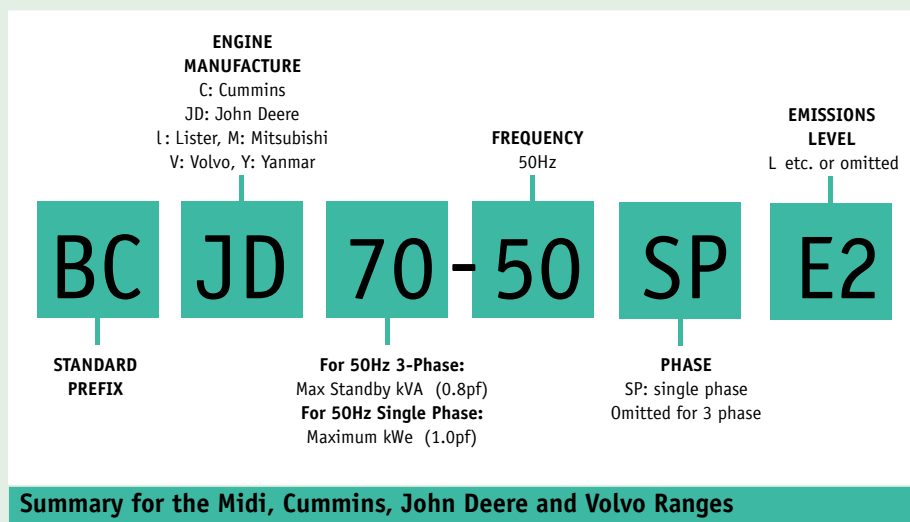 ENGINE
MANUFACTURE
C: Cummins
JD: John Deere
l: Lister, M: Mitsubishi
V: Volvo, Y: Yanmar
FREQUENCY
50Hz
EMISSIONS
LEVEL
L etc. or omitted
BC JD 70-50 SP E2
STANDARD
PREFIX
For 50Hz 3-Phase:
Max Standby kVA (0.8pf)
For 50Hz Single Phase:
Maximum kWe (1.0pf)
PHASE
SP: single phase
Omitted for 3 phase
Summary for the Midi, Cummins, John Deere and Volvo Ranges